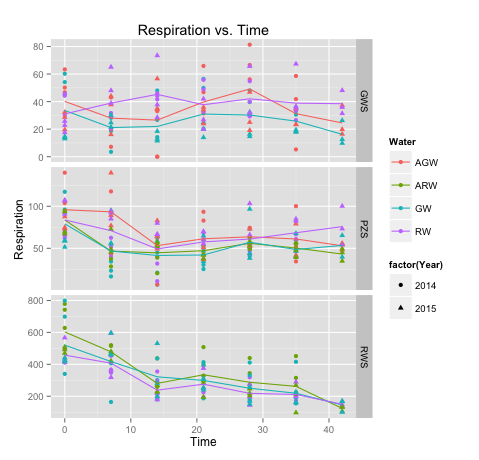 Respiration vs. Time
80
60
40
20
0
GWS
100
50
PZS
800
600
400
200
RWS
0
10
20
30
40
Time
Respiration
Water
AGW
ARW
GW
RW
factor(Year)
2014
2015